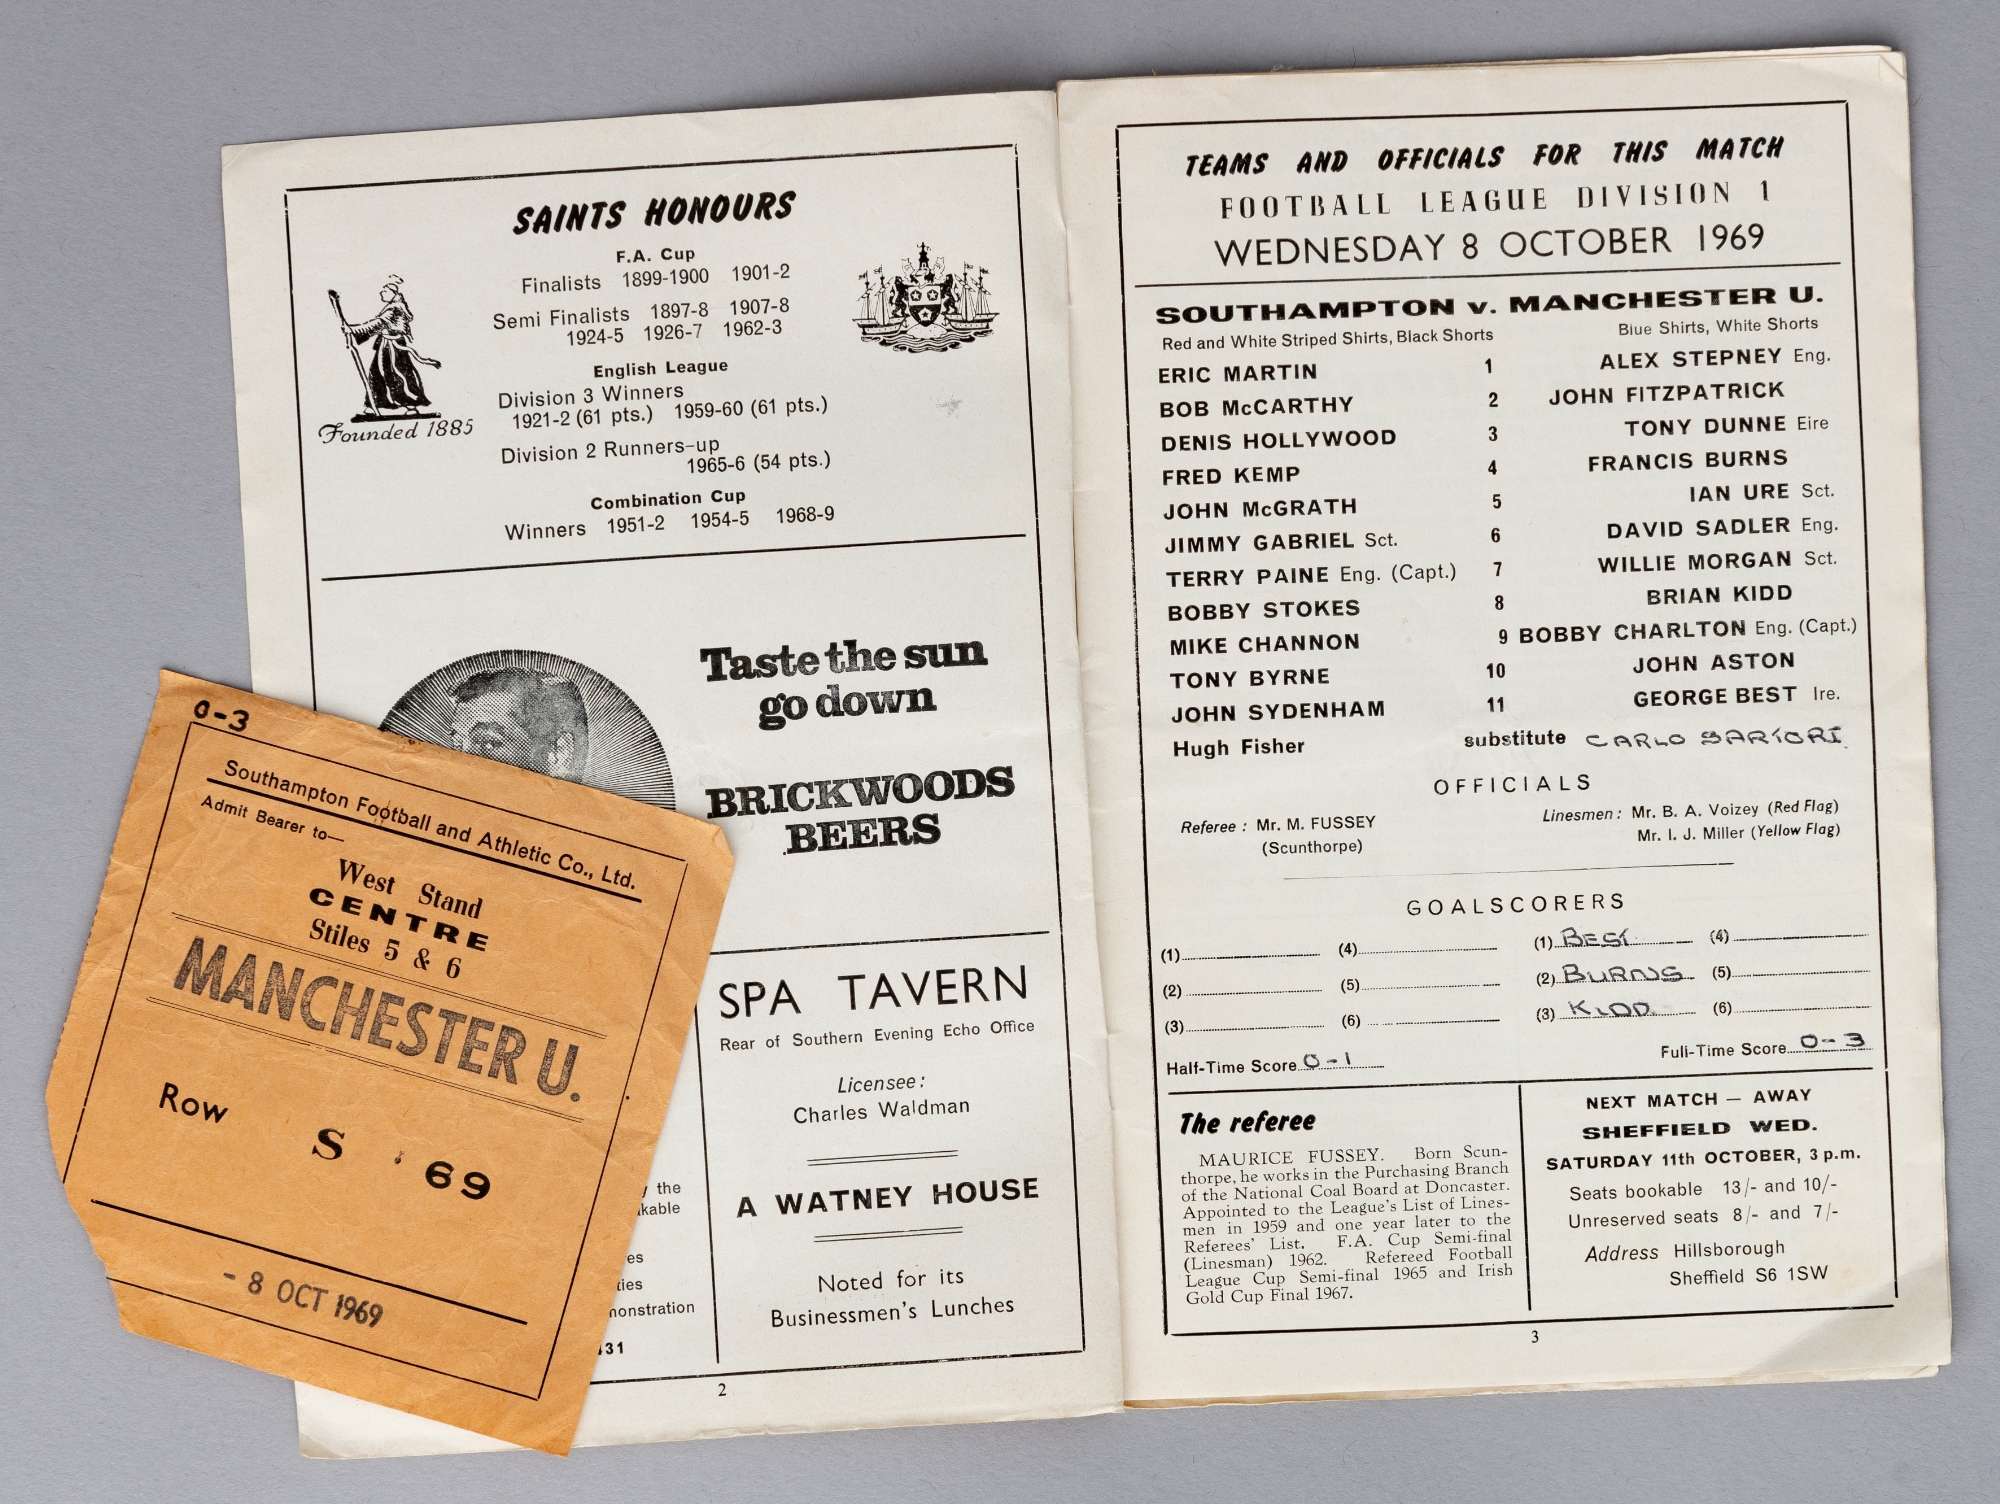 SAINTS HONOURS
F.A. Cup
Finalists 1899-1900 1901-2
Semi Finalists 1897-8 1907-8
1924-5 1926-7 1962-3
English League
Division 3 Winners
1921-2 (61 pts.) 1959-60 (61 pts.)
Division 2 Runners-up
1965-6 (54 pts.)
Combination Cup
Winners 1951-2 1954-5 1968-9
Founded 1885
Taste the sun
go down
BRICKWOODS
BEERS
SPA TAVERN
Rear of Southern Evening Echo Office
Licensee:
Charles Waldman
A WATNEY HOUSE
Noted for its
Businessmen's Lunches
the
2
0-3
Southampton Football and Athletic Co., Ltd.
Admit Bearer to—
West Stand
CENTRE
Stiles 5 & 6
MANCHESTER U.
Row S 69
- 8 OCT 1969
TEAMS AND OFFICIALS FOR THIS MATCH
FOOTBALL LEAGUE DIVISION 1
WEDNESDAY 8 OCTOBER 1969
SOUTHAMPTON v. MANCHESTER U.
Red and White Striped Shirts, Black Shorts Blue Shirts, White Shorts
ERIC MARTIN 1 ALEX STEPNEY Eng.
BOB McCARTHY 2 JOHN FITZPATRICK
DENIS HOLLYWOOD 3 TONY DUNNE Eire
FRED KEMP 4 FRANCIS BURNS
JOHN McGRATH 5 IAN URE Sct.
JIMMY GABRIEL Sct. 6 DAVID SADLER Eng.
TERRY PAINE Eng. (Capt.) 7 WILLIE MORGAN Sct.
BOBBY STOKES 8 BRIAN KIDD
MIKE CHANNON 9 BOBBY CHARLTON Eng. (Capt.)
TONY BYRNE 10 JOHN ASTON
JOHN SYDENHAM 11 GEORGE BEST Ire.
Hugh Fisher substitute CARLO SARTORI
OFFICIALS
Referee : Mr. M. FUSSEY
(Scunthorpe)
Linesmen : Mr. B. A. Voizey (Red Flag)
Mr. I. J. Miller (Yellow Flag)
GOALSCORERS
(1) (4) (1) BEST (4)
(2) (5) (2) BURNS (5)
(3) (6) (3) KIDD (6)
Half-Time Score 0-1 Full-Time Score 0-3
The referee
MAURICE FUSSEY. Born Scun-
thorpe, he works in the Purchasing Branch
of the National Coal Board at Doncaster.
Appointed to the League's List of Lines-
men in 1959 and one year later to the
Referees' List. F.A. Cup Semi-final
(Linesman) 1962. Refereed Football
League Cup Semi-final 1965 and Irish
Gold Cup Final 1967.
NEXT MATCH — AWAY
SHEFFIELD WED.
SATURDAY 11th OCTOBER, 3 p.m.
Seats bookable 13/- and 10/-
Unreserved seats 8/- and 7/-
Address Hillsborough
Sheffield S6 1SW
3